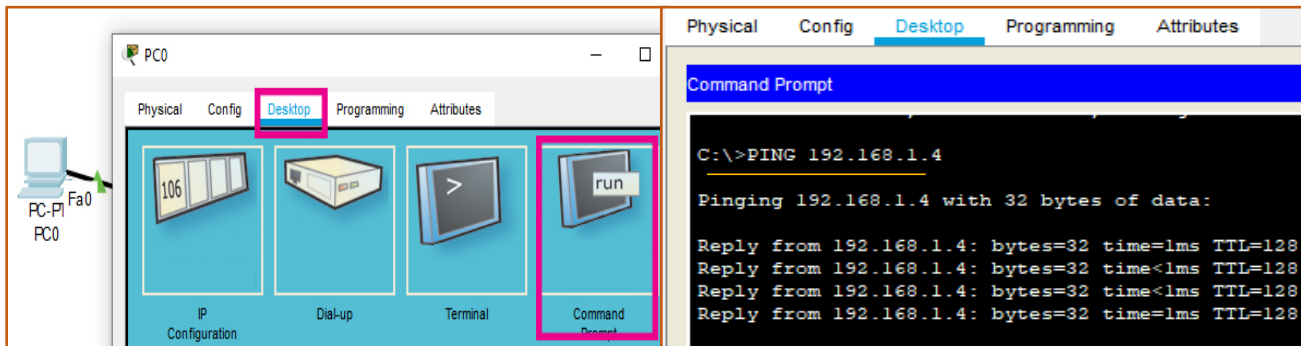 PC0
Physical Config Desktop Programming Attributes
106
>
run
IP
Configuration
Dial-up
Terminal
Command
Prompt
PC-PT Fa0
PC0
Physical Config Desktop Programming Attributes
Command Prompt
C:\>PING 192.168.1.4
Pinging 192.168.1.4 with 32 bytes of data:
Reply from 192.168.1.4: bytes=32 time=1ms TTL=128
Reply from 192.168.1.4: bytes=32 time<1ms TTL=128
Reply from 192.168.1.4: bytes=32 time<1ms TTL=128
Reply from 192.168.1.4: bytes=32 time=1ms TTL=128